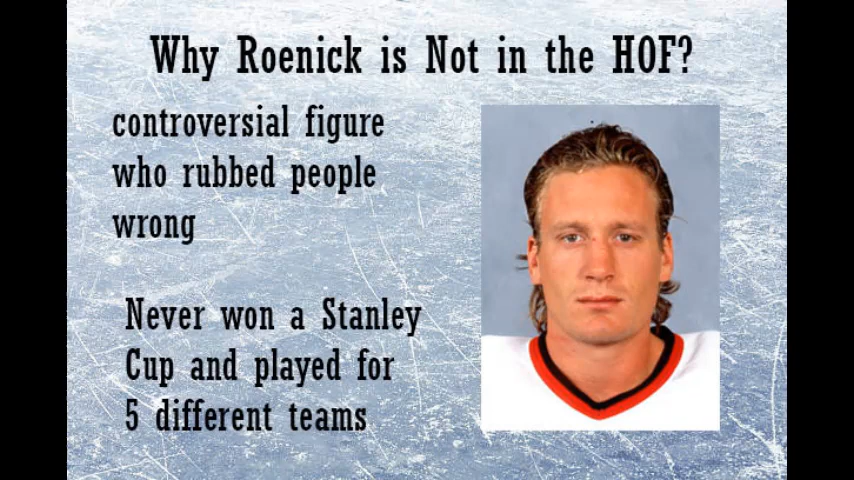 Why Roenick is Not in the HOF?
controversial figure
who rubbed people
wrong
Never won a Stanley
Cup and played for
5 different teams